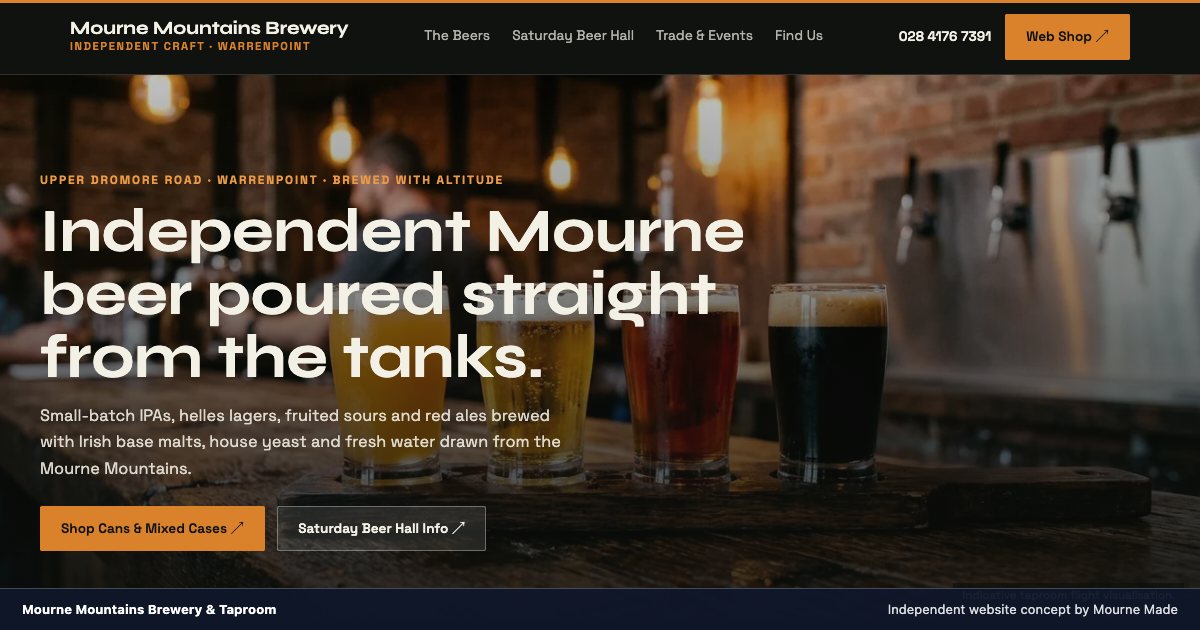 Mourne Mountains Brewery
INDEPENDENT CRAFT · WARRENPOINT
The Beers
Saturday Beer Hall
Trade & Events
Find Us
028 4176 7391
Web Shop ↗
UPPER DROMORE ROAD · WARRENPOINT · BREWED WITH ALTITUDE
Independent Mourne
beer poured straight
from the tanks.
Small-batch IPAs, helles lagers, fruited sours and red ales brewed
with Irish base malts, house yeast and fresh water drawn from the
Mourne Mountains.
Shop Cans & Mixed Cases ↗
Saturday Beer Hall Info ↗
Indicative taproom flight visualisation.
Mourne Mountains Brewery & Taproom
Independent website concept by Mourne Made